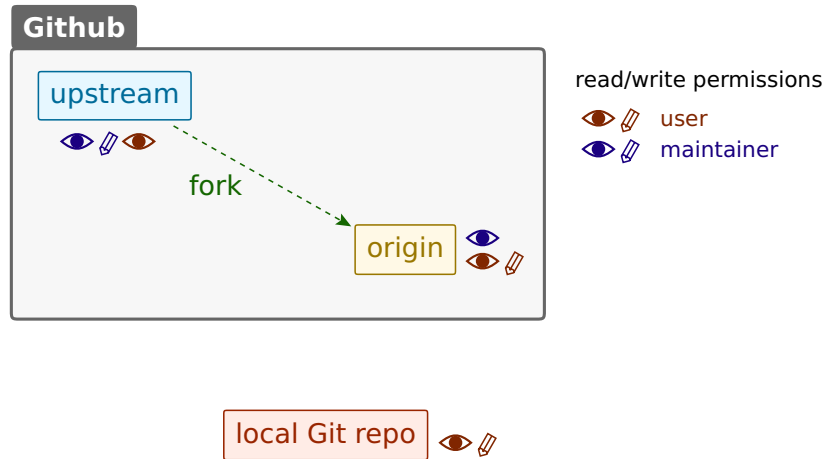 Github
upstream
read/write permissions
user
maintainer
fork
origin
local Git repo